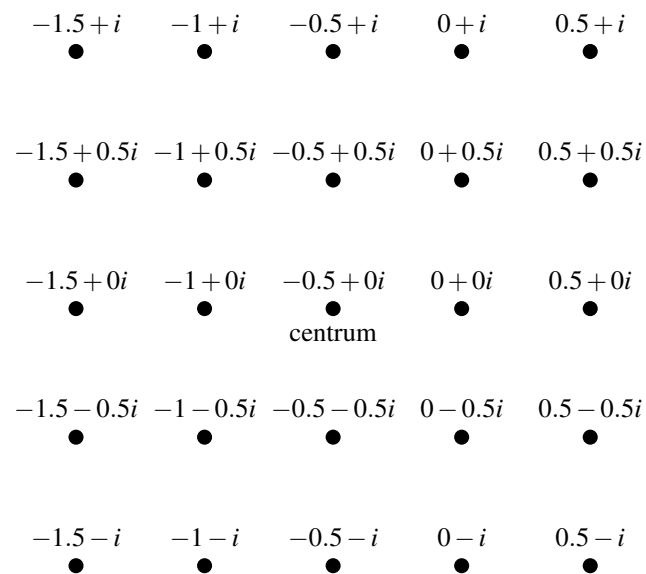 −1.5+i −1+i −0.5+i 0+i 0.5+i
−1.5+0.5i −1+0.5i −0.5+0.5i 0+0.5i 0.5+0.5i
−1.5+0i −1+0i −0.5+0i 0+0i 0.5+0i
centrum
−1.5−0.5i −1−0.5i −0.5−0.5i 0−0.5i 0.5−0.5i
−1.5−i −1−i −0.5−i 0−i 0.5−i